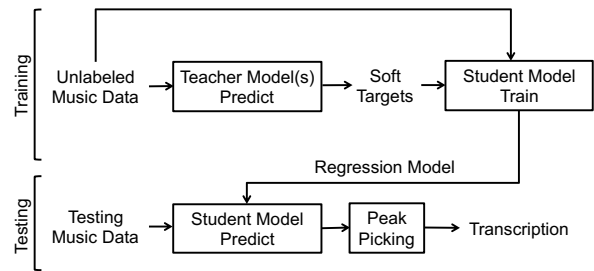 Training
Unlabeled
Music Data
Teacher Model(s)
Predict
Soft
Targets
Student Model
Train
Regression Model
Testing
Testing
Music Data
Student Model
Predict
Peak
Picking
Transcription